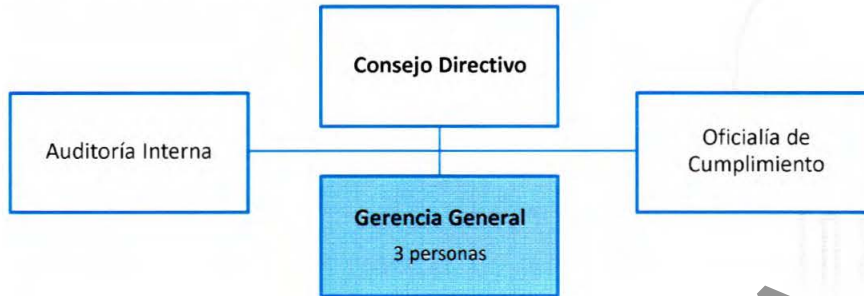 Consejo Directivo
Auditoría Interna
Oficialía de
Cumplimiento
Gerencia General
3 personas